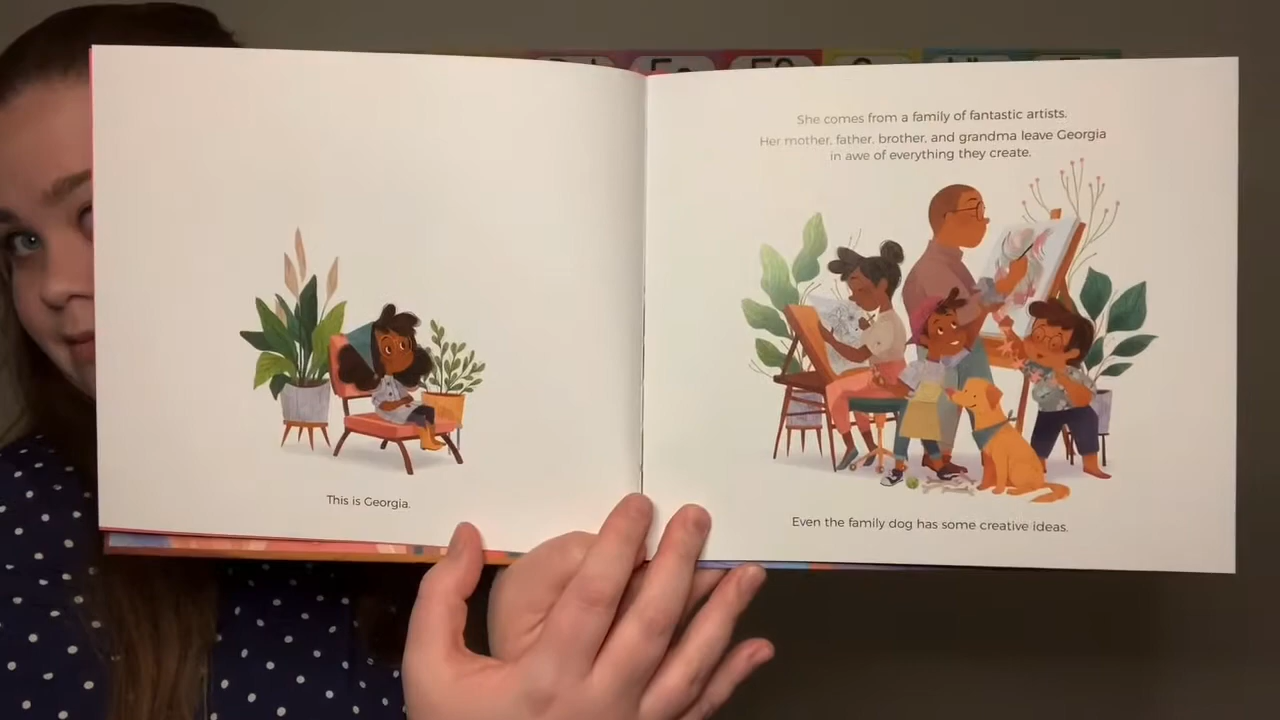 This is Georgia.
She comes from a family of fantastic artists.
Her mother, father, brother, and grandma leave Georgia
in awe of everything they create.
Even the family dog has some creative ideas.